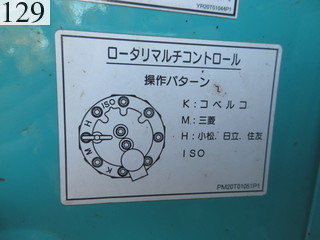 129
YR20T01044P1
ロータリマルチコントロール
操作パターン
ISO
H
M
K
K：コベルコ
M：三菱
H：小松、日立、住友
ISO
PM20T01051P1